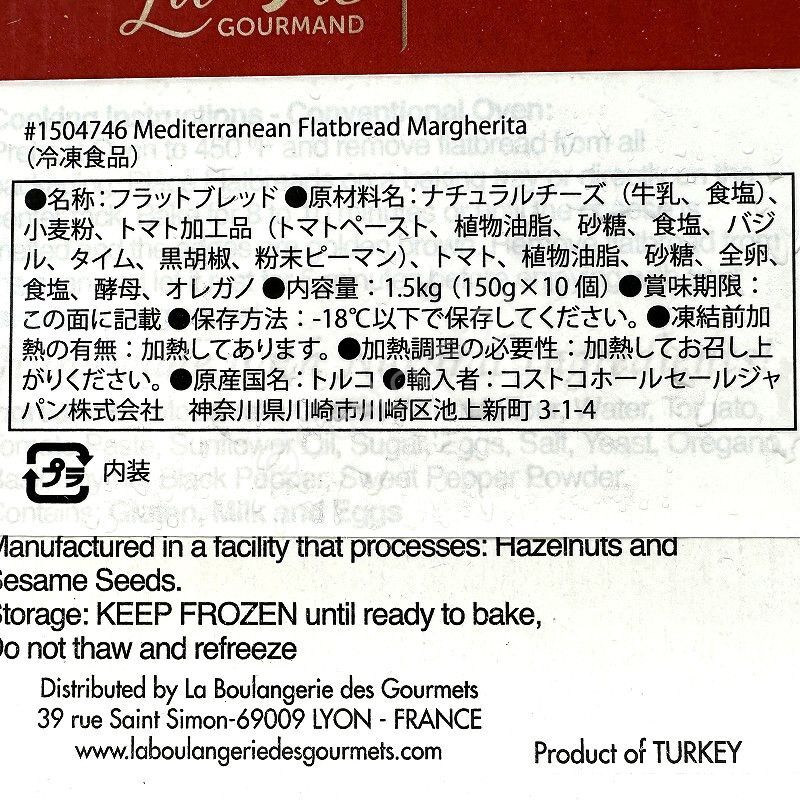 GOURMAND
#1504746 Mediterranean Flatbread Margherita
（冷凍食品）
●名称：フラットブレッド ●原材料名：ナチュラルチーズ（牛乳、食塩）、
小麦粉、トマト加工品（トマトペースト、植物油脂、砂糖、食塩、バジ
ル、タイム、黒胡椒、粉末ピーマン）、トマト、植物油脂、砂糖、全卵、
食塩、酵母、オレガノ ●内容量：1.5kg（150g×10個）●賞味期限：
この面に記載 ●保存方法：-18℃以下で保存してください。●凍結前加
熱の有無：加熱してあります。●加熱調理の必要性：加熱してお召し上
がりください。●原産国名：トルコ ●輸入者：コストコホールセールジャ
パン株式会社　神奈川県川崎市川崎区池上新町 3-1-4
プラ 内装
Contains: Gluten, Milk and Eggs
Manufactured in a facility that processes: Hazelnuts and
Sesame Seeds.
Storage: KEEP FROZEN until ready to bake,
Do not thaw and refreeze
Distributed by La Boulangerie des Gourmets
39 rue Saint Simon-69009 LYON - FRANCE
www.laboulangeriedesgourmets.com
Product of TURKEY